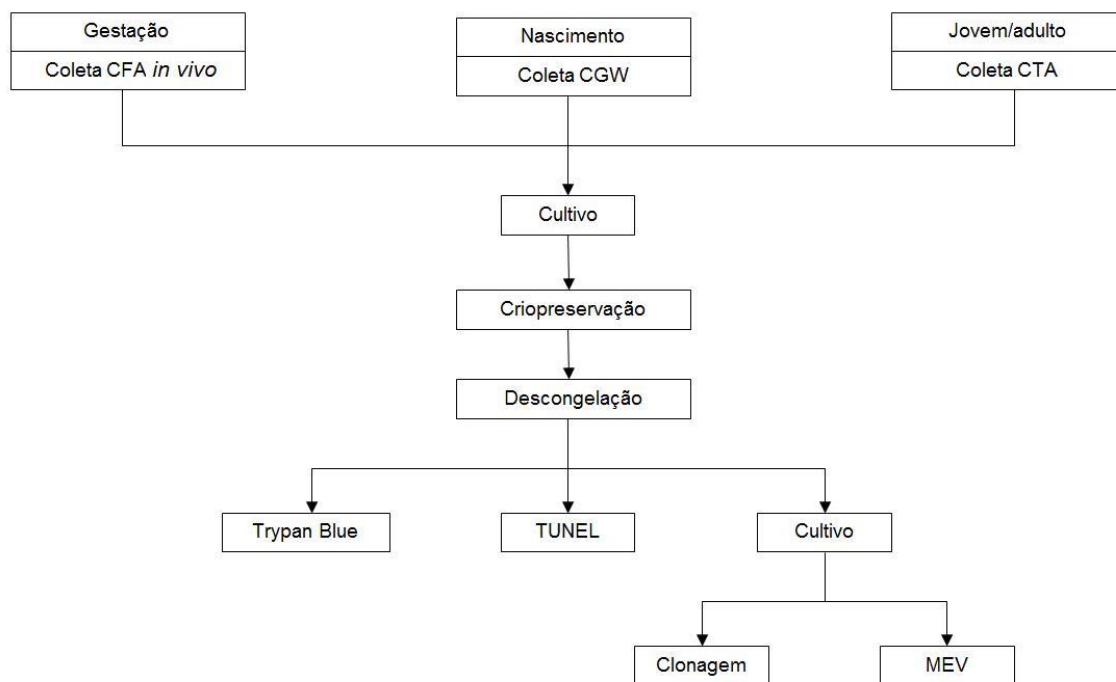 Gestação
Coleta CFA in vivo
Nascimento
Coleta CGW
Jovem/adulto
Coleta CTA
Cultivo
Criopreservação
Descongelação
Trypan Blue
TUNEL
Cultivo
Clonagem
MEV